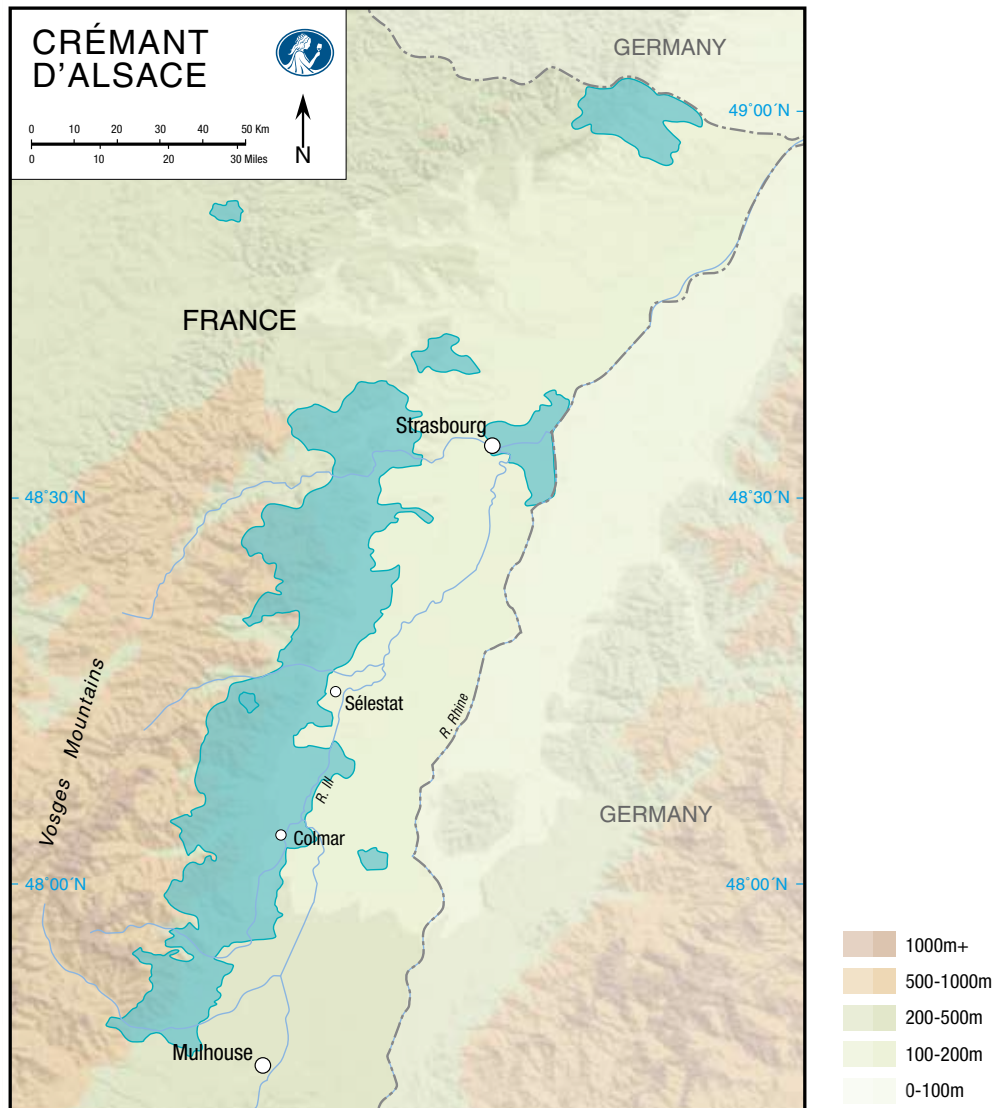 CRÉMANT
D'ALSACE
0 10 20 30 40 50 Km
0 10 20 30 Miles
N
GERMANY
49°00´N
FRANCE
Strasbourg
48°30´N
48°30´N
Vosges Mountains
Sélestat
R. Rhine
R. Ill
GERMANY
Colmar
48°00´N
48°00´N
Mulhouse
1000m+
500-1000m
200-500m
100-200m
0-100m